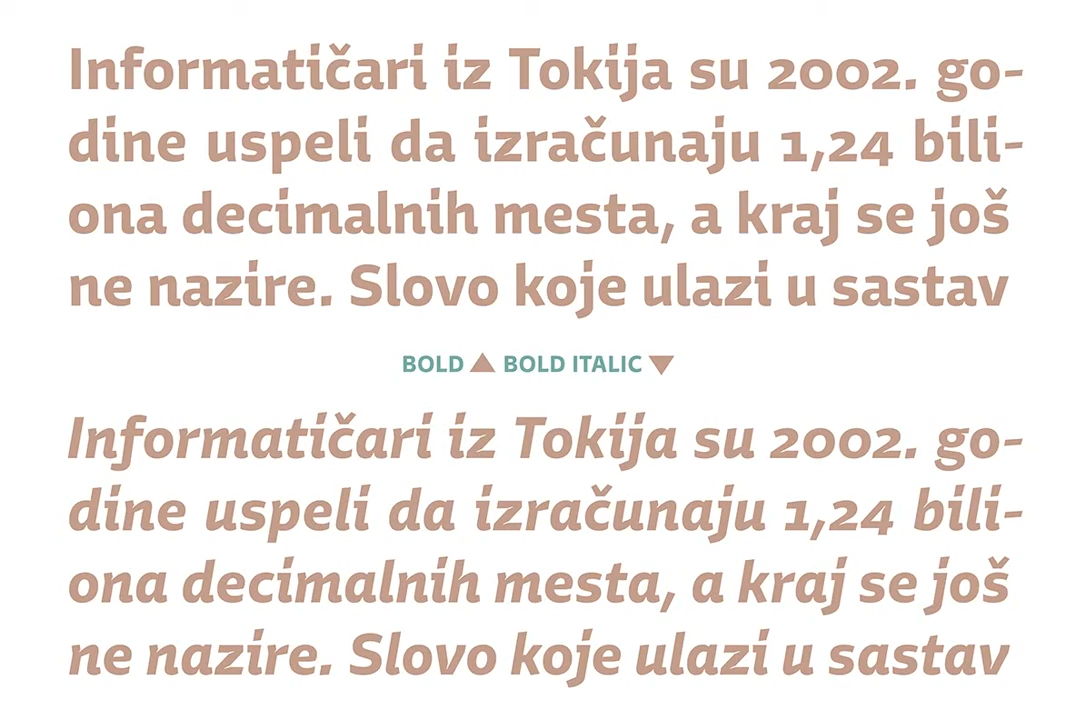 Informatičari iz Tokija su 2002. go-
dine uspeli da izračunaju 1,24 bili-
ona decimalnih mesta, a kraj se još
ne nazire. Slovo koje ulazi u sastav
BOLD ▲ BOLD ITALIC ▼
Informatičari iz Tokija su 2002. go-
dine uspeli da izračunaju 1,24 bili-
ona decimalnih mesta, a kraj se još
ne nazire. Slovo koje ulazi u sastav